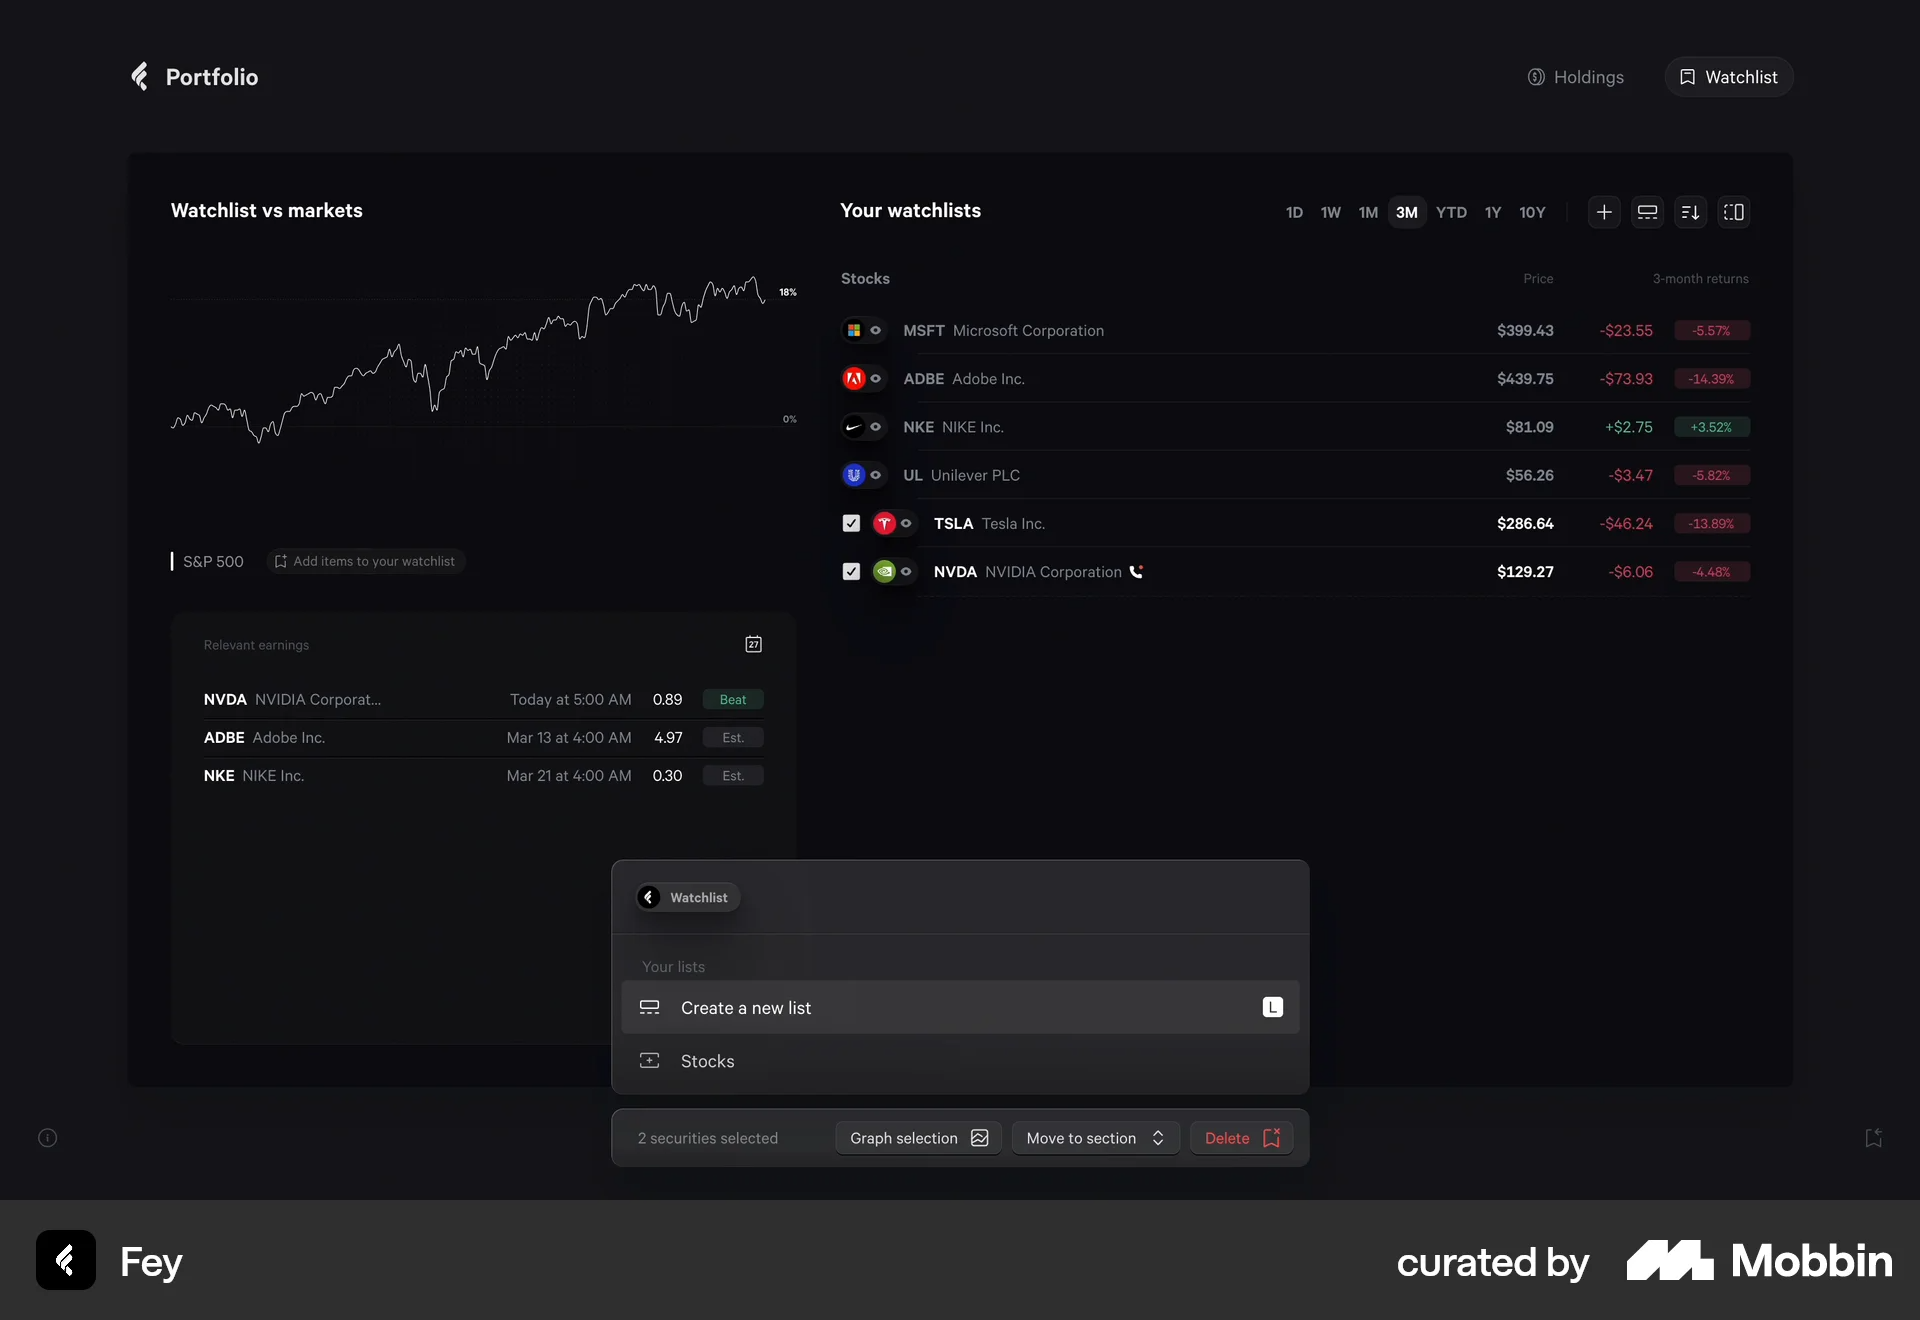 Portfolio
Holdings
Watchlist
Watchlist vs markets
18%
0%
S&P 500
Add items to your watchlist
Relevant earnings
27
NVDA NVIDIA Corporat... Today at 5:00 AM 0.89 Beat
ADBE Adobe Inc. Mar 13 at 4:00 AM 4.97 Est.
NKE NIKE Inc. Mar 21 at 4:00 AM 0.30 Est.
Your watchlists
1D 1W 1M 3M YTD 1Y 10Y
Stocks Price 3-month returns
MSFT Microsoft Corporation $399.43 -$23.55 -5.57%
ADBE Adobe Inc. $439.75 -$73.93 -14.39%
NKE NIKE Inc. $81.09 +$2.75 +3.52%
UL Unilever PLC $56.26 -$3.47 -5.82%
TSLA Tesla Inc. $286.64 -$46.24 -13.89%
NVDA NVIDIA Corporation $129.27 -$6.06 -4.48%
Watchlist
Your lists
Create a new list L
Stocks
2 securities selected Graph selection Move to section Delete
Fey
curated by Mobbin